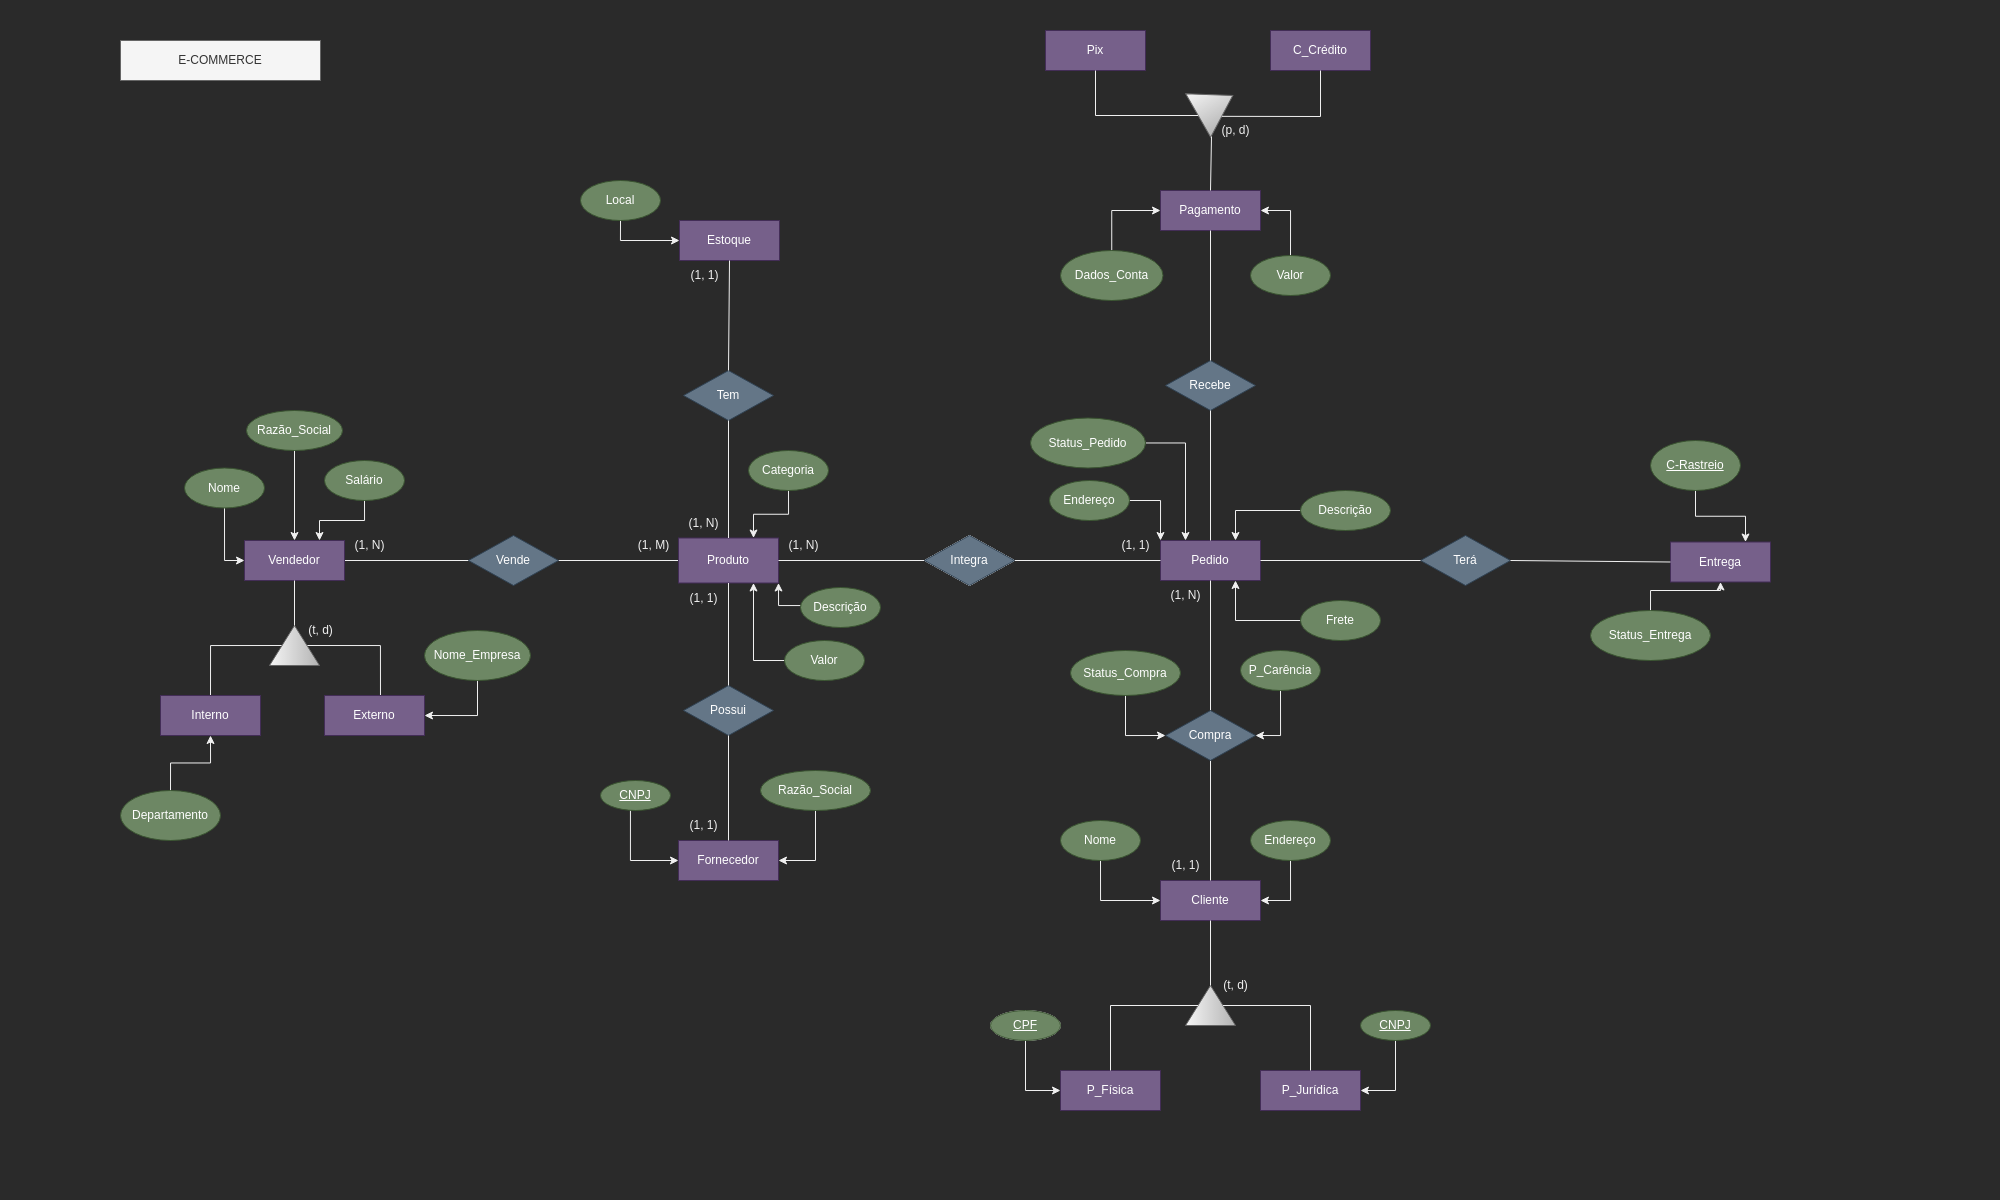 Pix
C_Crédito
E-COMMERCE
(p, d)
Local
Pagamento
Estoque
(1, 1)
Dados_Conta
Valor
Tem
Recebe
Razão_Social
Status_Pedido
Categoria
C-Rastreio
Salário
Nome
Endereço
Descrição
(1, N)
(1, N)
(1, M)
(1, N)
(1, 1)
Vendedor
Vende
Produto
Integra
Pedido
Terá
Entrega
(1, 1)
(1, N)
Descrição
Frete
(t, d)
Status_Entrega
Nome_Empresa
Valor
Status_Compra
P_Carência
Interno
Externo
Possui
Compra
CNPJ
Razão_Social
Departamento
(1, 1)
Nome
Endereço
Fornecedor
(1, 1)
Cliente
(t, d)
CPF
CNPJ
P_Física
P_Jurídica